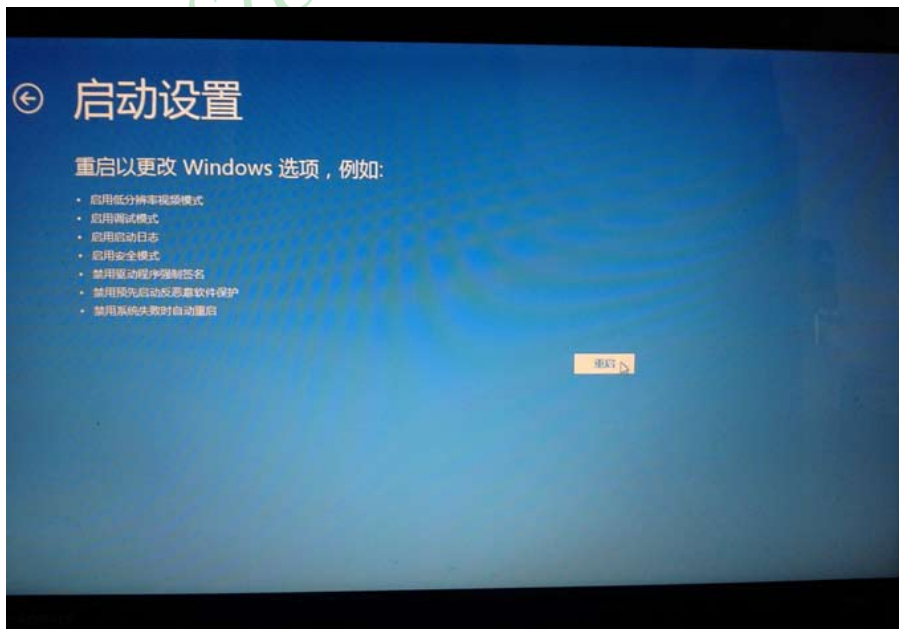 启动设置
重启以更改 Windows 选项，例如:
启用低分辨率视频模式
启用调试模式
启用启动日志
启用安全模式
禁用驱动程序强制签名
禁用预先启动反恶意软件保护
禁用系统失败时自动重启
重启